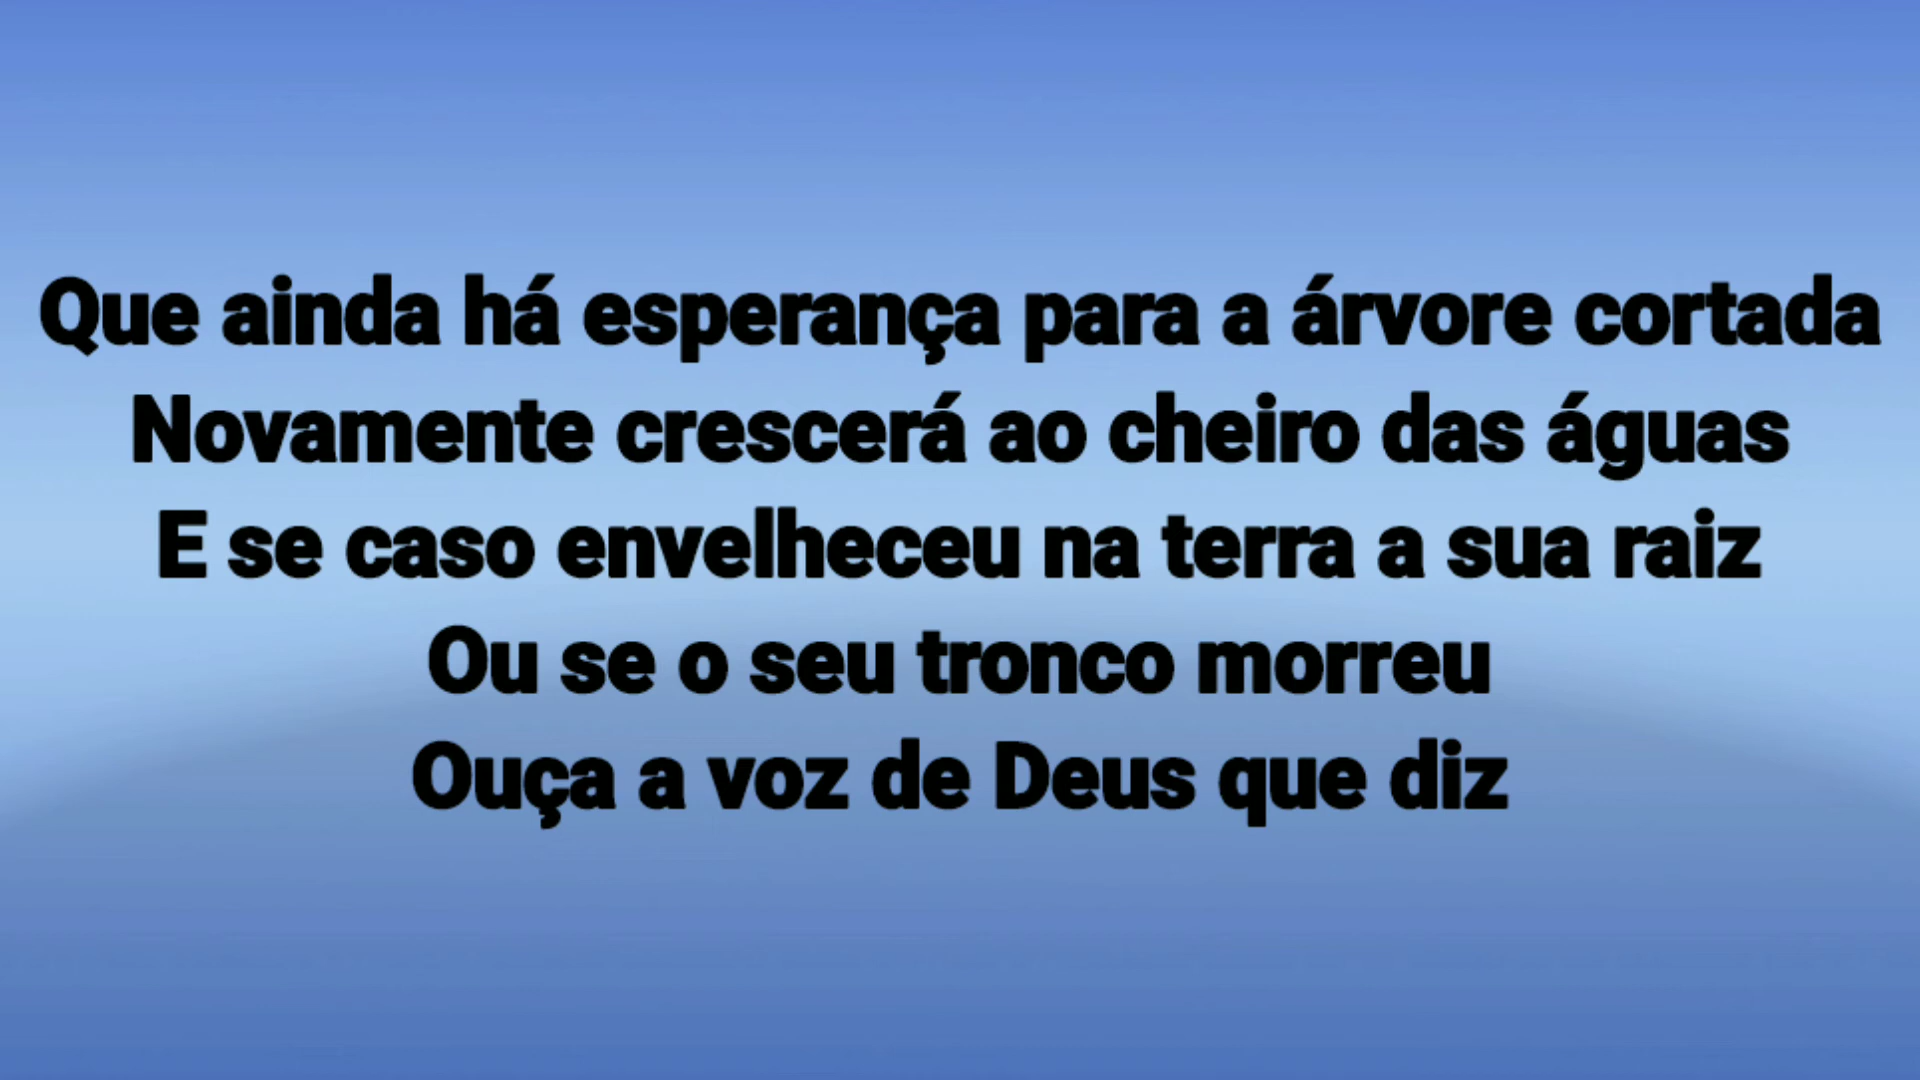 Que ainda há esperança para a árvore cortada
Novamente crescerá ao cheiro das águas
E se caso envelheceu na terra a sua raiz
Ou se o seu tronco morreu
Ouça a voz de Deus que diz